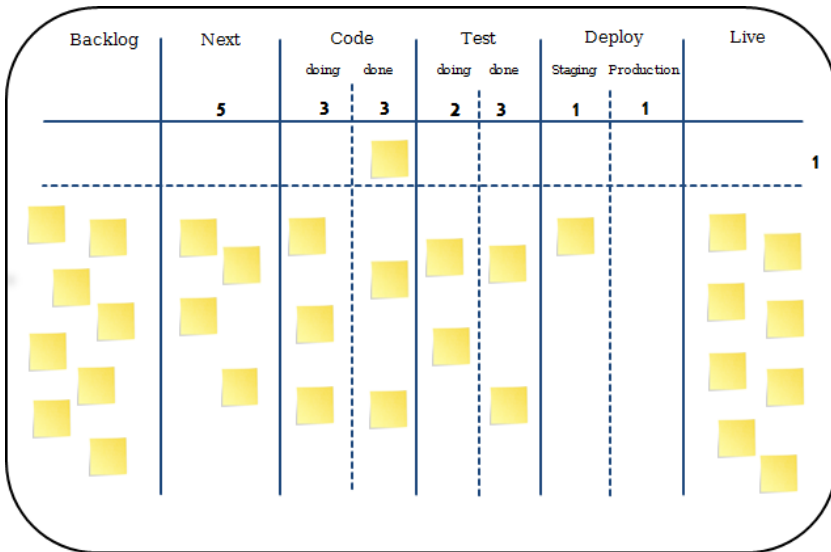 Backlog Next Code Test Deploy Live
doing done doing done Staging Production
5 3 3 2 3 1 1
1